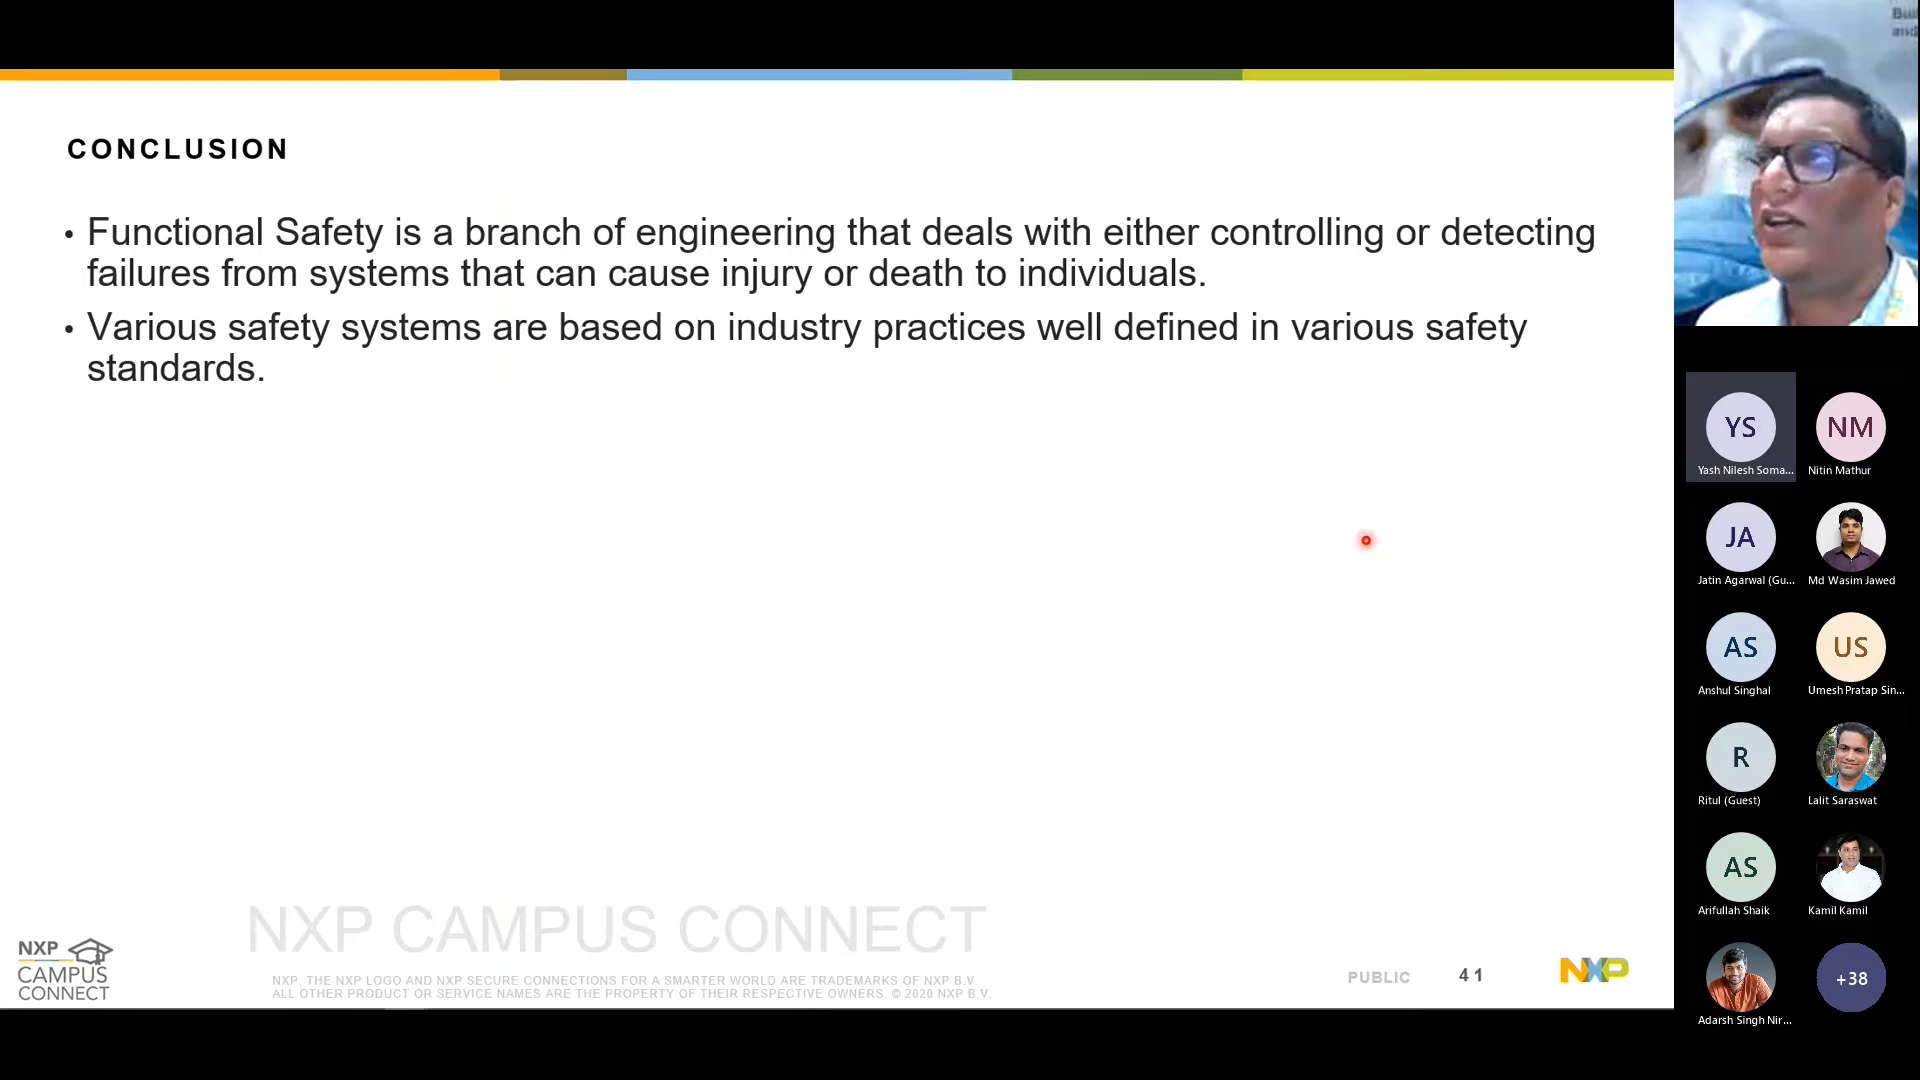 CONCLUSION
• Functional Safety is a branch of engineering that deals with either controlling or detecting
failures from systems that can cause injury or death to individuals.
• Various safety systems are based on industry practices well defined in various safety
standards.
NXP CAMPUS CONNECT
NXP, THE NXP LOGO AND NXP SECURE CONNECTIONS FOR A SMARTER WORLD ARE TRADEMARKS OF NXP B.V.
ALL OTHER PRODUCT OR SERVICE NAMES ARE THE PROPERTY OF THEIR RESPECTIVE OWNERS. © 2020 NXP B.V.
NXP
CAMPUS
CONNECT
PUBLIC
41
NXP
and
YS
Yash Nilesh Soma...
NM
Nitin Mathur
JA
Jatin Agarwal (Gu...
Md Wasim Jawed
AS
Anshul Singhal
US
Umesh Pratap Sin...
R
Ritul (Guest)
Lalit Saraswat
AS
Arifullah Shaik
Kamil Kamil
Adarsh Singh Nir...
+38